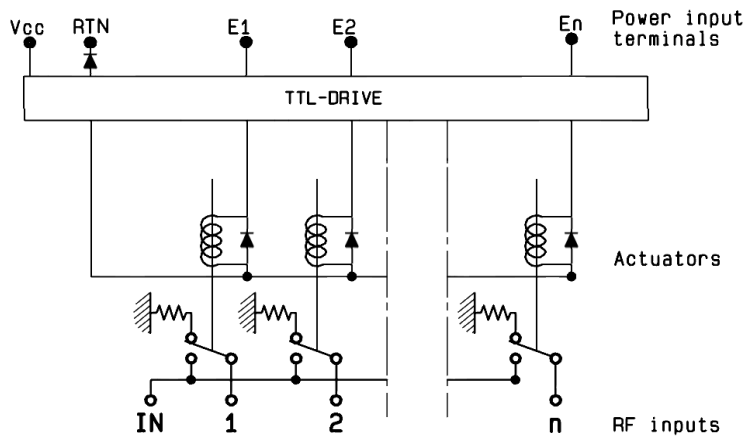 Vcc RTN E1 E2 En Power input
terminals
TTL-DRIVE
Actuators
IN 1 2 n RF inputs